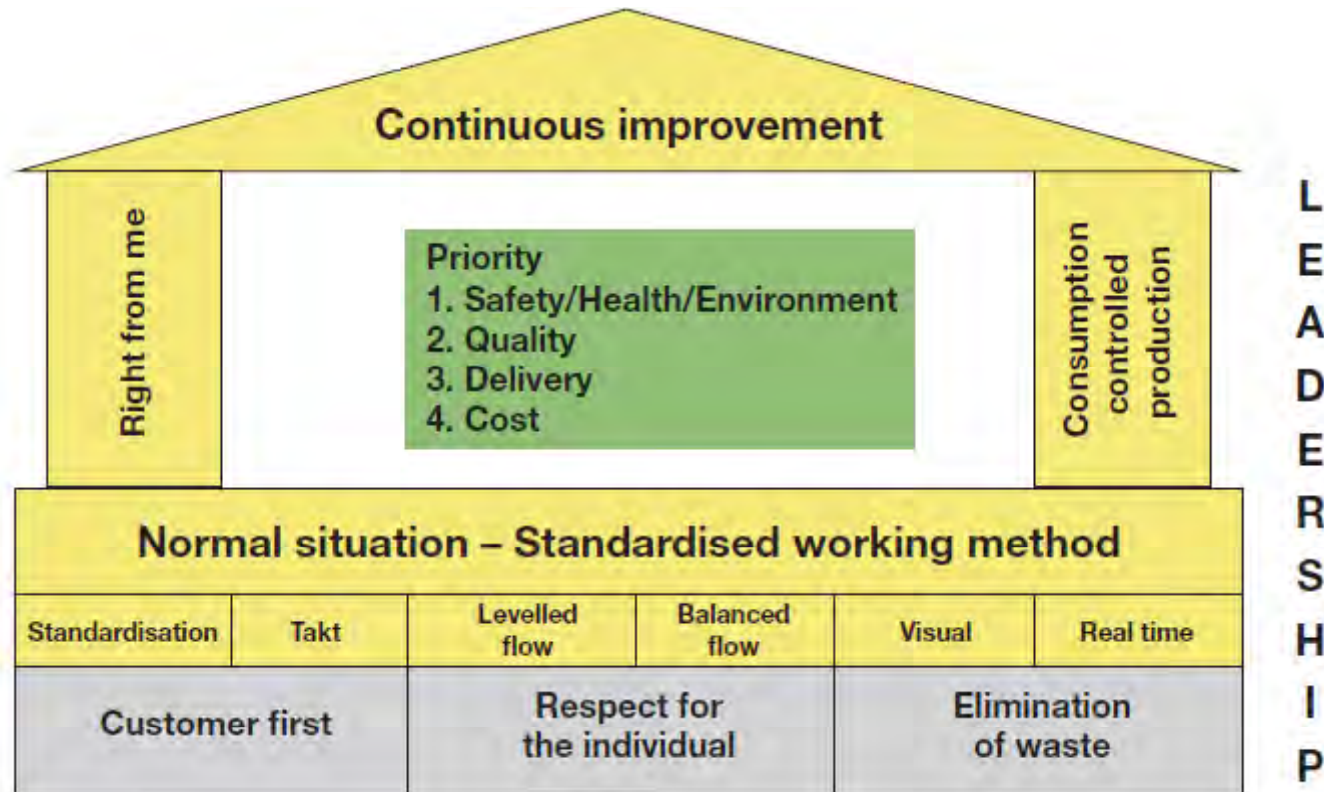 Continuous improvement
Right from me
Priority
1. Safety/Health/Environment
2. Quality
3. Delivery
4. Cost
Consumption
controlled
production
Normal situation – Standardised working method
Standardisation
Takt
Levelled
flow
Balanced
flow
Visual
Real time
Customer first
Respect for
the individual
Elimination
of waste
L
E
A
D
E
R
S
H
I
P